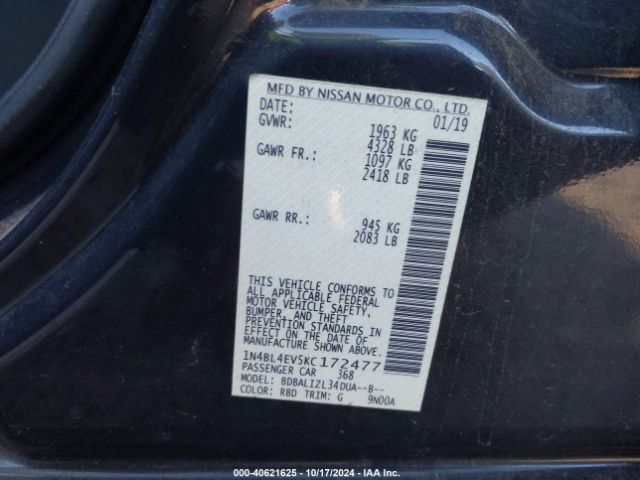 MFD BY NISSAN MOTOR CO., LTD.
DATE: 01/19
GVWR: 1963 KG
4328 LB
GAWR FR.: 1097 KG
2418 LB
GAWR RR.: 945 KG
2083 LB
THIS VEHICLE CONFORMS TO
ALL APPLICABLE FEDERAL
MOTOR VEHICLE SAFETY,
BUMPER, AND THEFT
PREVENTION STANDARDS IN
EFFECT ON THE DATE OF
MANUFACTURE SHOWN ABOVE.
1N4BL4EV5KC172477
PASSENGER CAR 368
MODEL: BDBALIZL34DUA--B--
COLOR: RBD TRIM: G 9N00A
000-40621625 - 10/17/2024 - IAA Inc.